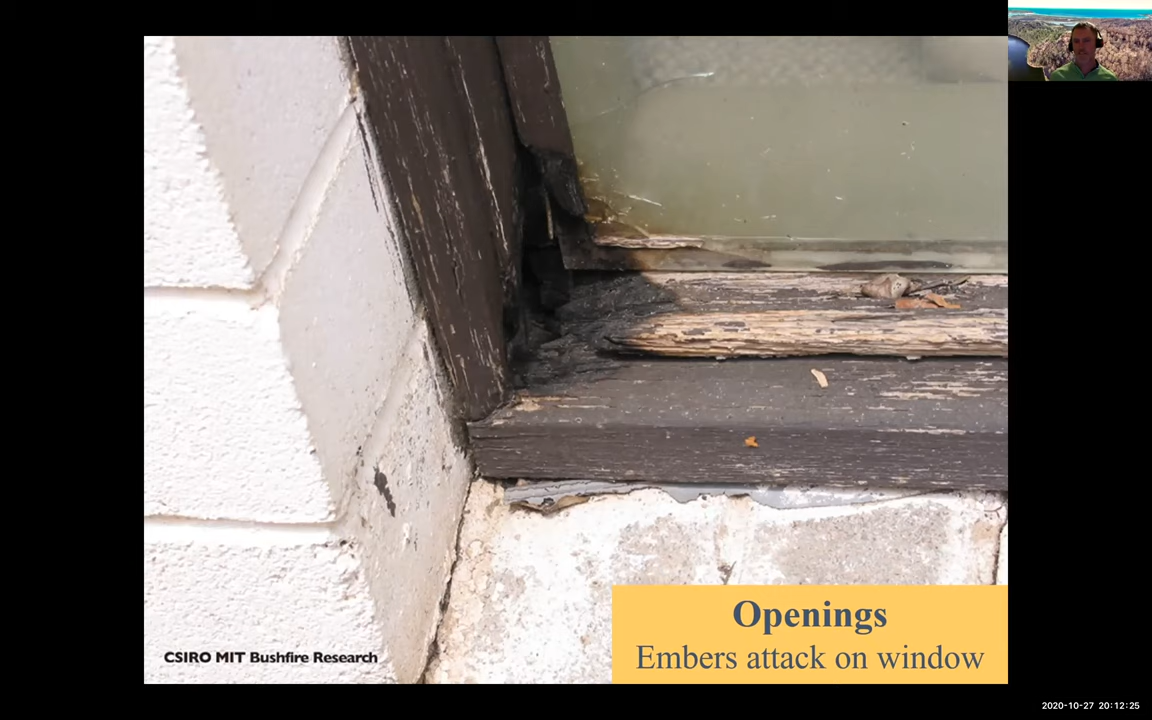 Openings
Embers attack on window
CSIRO MIT Bushfire Research
2020-10-27 20:12:25